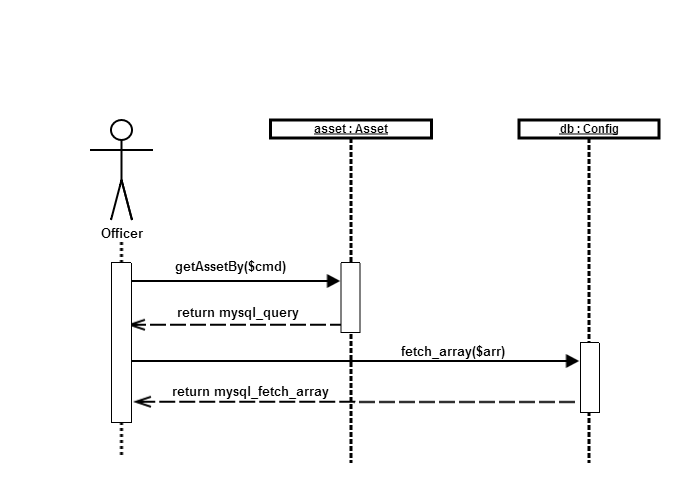 asset : Asset
db : Config
Officer
getAssetBy($cmd)
return mysql_query
fetch_array($arr)
return mysql_fetch_array